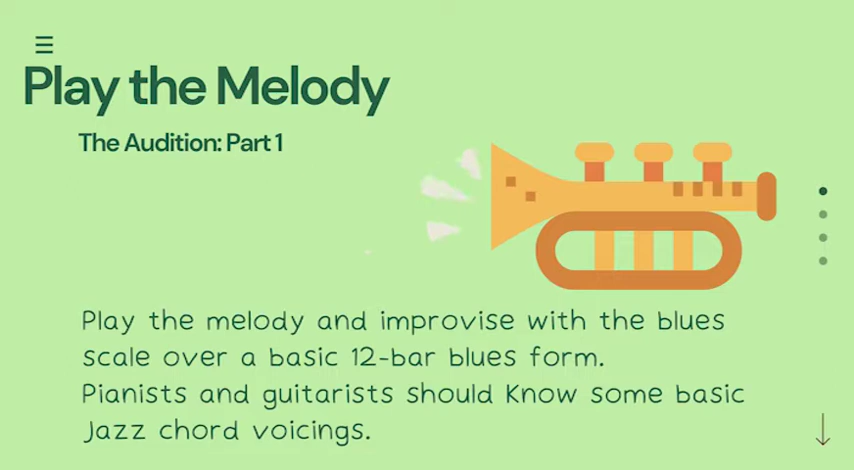 Play the Melody
The Audition: Part 1
Play the melody and improvise with the blues
scale over a basic 12-bar blues form.
Pianists and guitarists should know some basic
Jazz chord voicings.